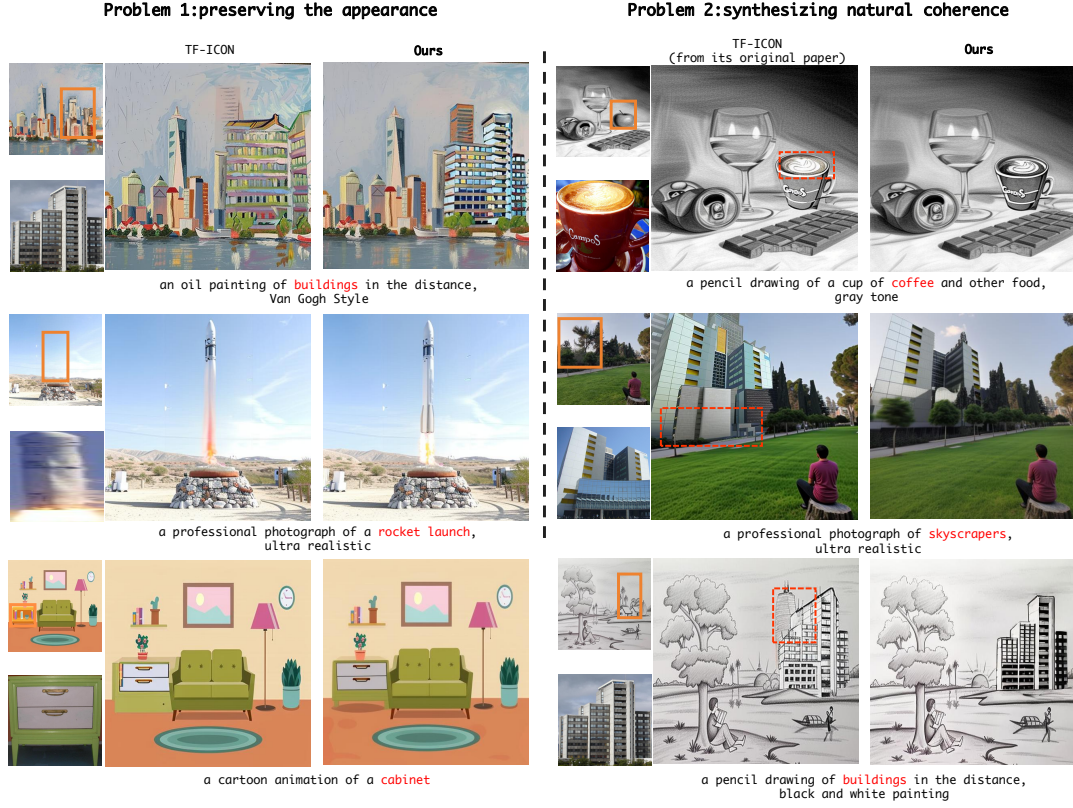 Problem 1:preserving the appearance
TF-ICON
Ours
an oil painting of buildings in the distance,
Van Gogh Style
a professional photograph of a rocket launch,
ultra realistic
a cartoon animation of a cabinet
Problem 2:synthesizing natural coherence
TF-ICON
(from its original paper)
Ours
CampoS
CampoS
CampoS
a pencil drawing of a cup of coffee and other food,
gray tone
a professional photograph of skyscrapers,
ultra realistic
a pencil drawing of buildings in the distance,
black and white painting